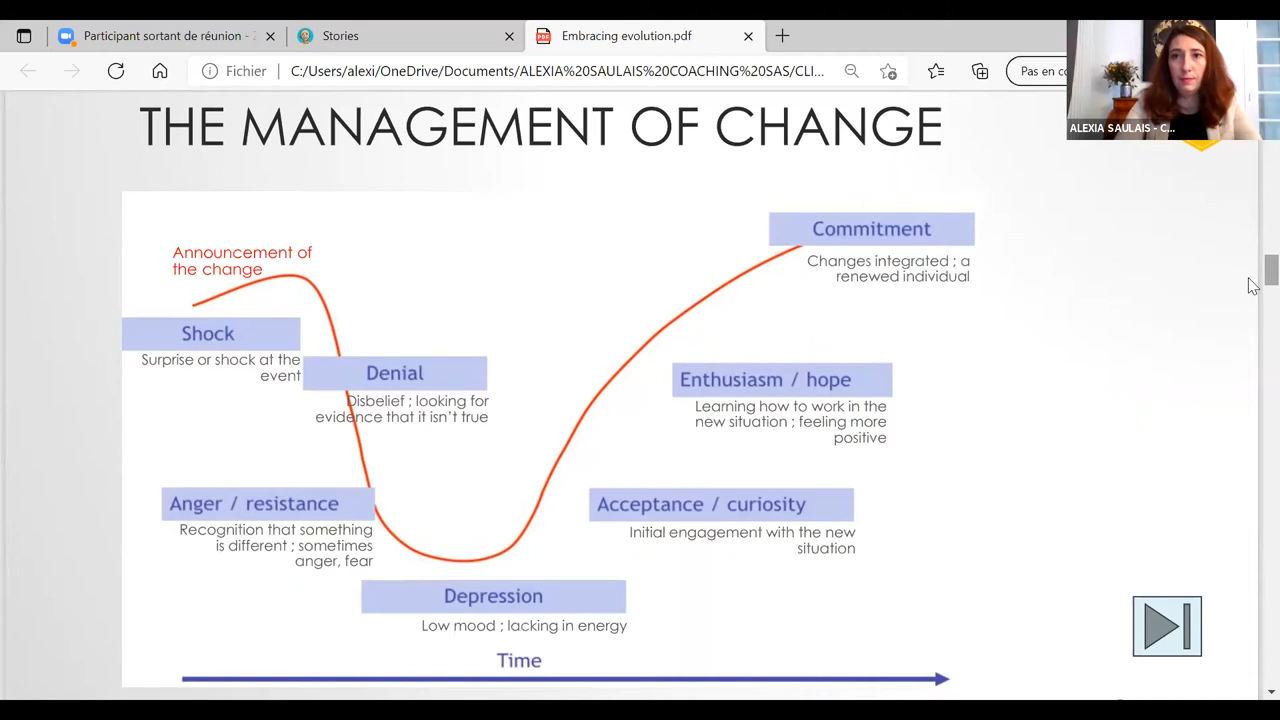 Participant sortant de réunion - 2
Stories
Embracing evolution.pdf
Fichier
C:/Users/alexi/OneDrive/Documents/ALEXIA%20SAULAIS%20COACHING%20SAS/CLI...
Pas en co
ALEXIA SAULAIS - C...
THE MANAGEMENT OF CHANGE
Announcement of
the change
Shock
Surprise or shock at the
event
Denial
Disbelief ; looking for
evidence that it isn't true
Anger / resistance
Recognition that something
is different ; sometimes
anger, fear
Depression
Low mood ; lacking in energy
Commitment
Changes integrated ; a
renewed individual
Enthusiasm / hope
Learning how to work in the
new situation ; feeling more
positive
Acceptance / curiosity
Initial engagement with the new
situation
Time